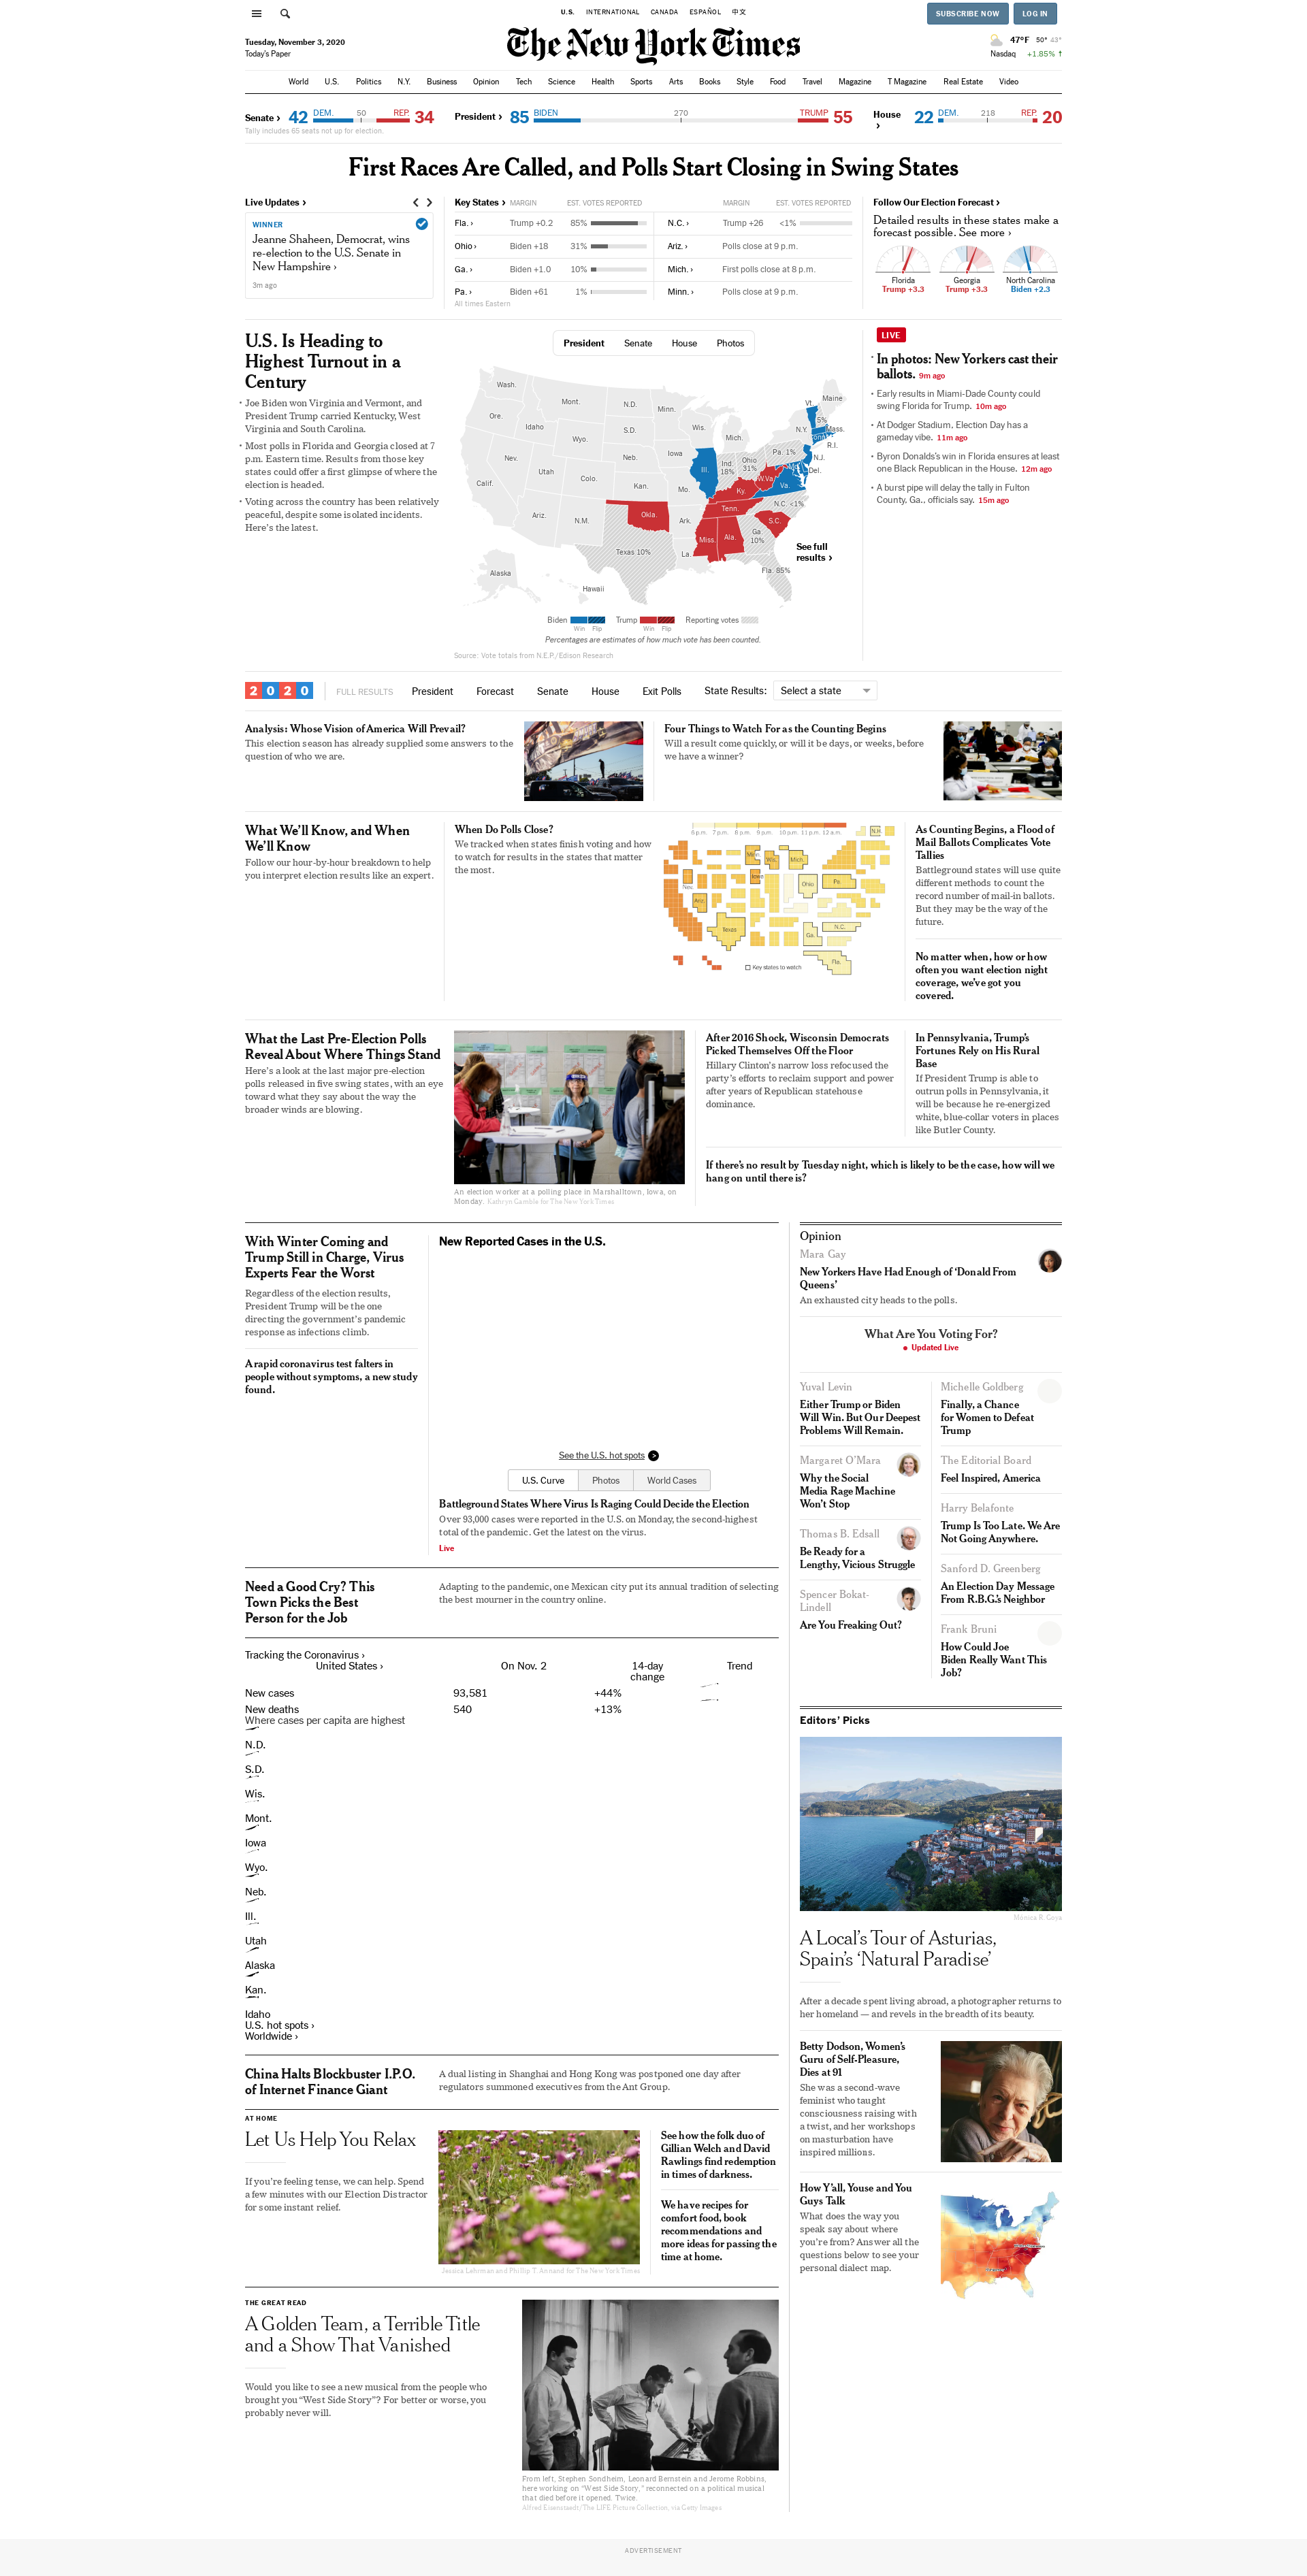 U.S. INTERNATIONAL CANADA ESPAÑOL 中文
SUBSCRIBE NOW LOG IN
Tuesday, November 3, 2020
Today's Paper
The New York Times
47°F 50° 43°
Nasdaq +1.85% ↑
World U.S. Politics N.Y. Business Opinion Tech Science Health Sports Arts Books Style Food Travel Magazine T Magazine Real Estate Video
Senate › 42 DEM. 50 REP. 34
Tally includes 65 seats not up for election.
President › 85 BIDEN 270 TRUMP 55
House › 22 DEM. 218 REP. 20
First Races Are Called, and Polls Start Closing in Swing States
Live Updates ›
WINNER
Jeanne Shaheen, Democrat, wins
re-election to the U.S. Senate in
New Hampshire ›
3m ago
Key States › MARGIN EST. VOTES REPORTED MARGIN EST. VOTES REPORTED
Fla. › Trump +0.2 85% N.C. › Trump +26 <1%
Ohio › Biden +18 31% Ariz. › Polls close at 9 p.m.
Ga. › Biden +1.0 10% Mich. › First polls close at 8 p.m.
Pa. › Biden +61 1% Minn. › Polls close at 9 p.m.
All times Eastern
Follow Our Election Forecast ›
Detailed results in these states make a
forecast possible. See more ›
Florida Georgia North Carolina
Trump +3.3 Trump +3.3 Biden +2.3
U.S. Is Heading to
Highest Turnout in a
Century
• Joe Biden won Virginia and Vermont, and
President Trump carried Kentucky, West
Virginia and South Carolina.
• Most polls in Florida and Georgia closed at 7
p.m. Eastern time. Results from those key
states could offer a first glimpse of where the
election is headed.
• Voting across the country has been relatively
peaceful, despite some isolated incidents.
Here's the latest.
President Senate House Photos
Wash.
Mont.
N.D.
Minn.
Vt.
Maine
5%
Ore.
Idaho
S.D.
Wis.
Mich.
N.Y.
Mass.
R.I.
Wyo.
Nev.
Neb.
Iowa
Pa. 1%
N.J.
Ohio
31%
Ind.
18%
Ill.
Del.
Utah
Colo.
Calif.
Kan.
Mo.
W.Va.
Ky.
Va.
N.C. <1%
Tenn.
Ariz.
N.M.
Okla.
Ark.
S.C.
Miss.
Ala.
Ga.
10%
Texas 10%
La.
Fla. 85%
Alaska
Hawaii
See full
results ›
Biden Trump Reporting votes
Win Flip Win Flip
Percentages are estimates of how much vote has been counted.
Source: Vote totals from N.E.P./Edison Research
LIVE
• In photos: New Yorkers cast their
ballots. 9m ago
• Early results in Miami-Dade County could
swing Florida for Trump. 10m ago
• At Dodger Stadium, Election Day has a
gameday vibe. 11m ago
• Byron Donalds's win in Florida ensures at least
one Black Republican in the House. 12m ago
• A burst pipe will delay the tally in Fulton
County, Ga., officials say. 15m ago
2020 FULL RESULTS President Forecast Senate House Exit Polls State Results: Select a state
Analysis: Whose Vision of America Will Prevail?
This election season has already supplied some answers to the
question of who we are.
Four Things to Watch For as the Counting Begins
Will a result come quickly, or will it be days, or weeks, before
we have a winner?
What We'll Know, and When
We'll Know
Follow our hour-by-hour breakdown to help
you interpret election results like an expert.
When Do Polls Close?
We tracked when states finish voting and how
to watch for results in the states that matter
the most.
6 p.m. 7 p.m. 8 p.m. 9 p.m. 10 p.m. 11 p.m. 12 a.m.
N.H.
Minn.
Wis.
Mich.
Nev.
Iowa
Ohio
Pa.
Ariz.
Texas
N.C.
Ga.
Fla.
Key states to watch
As Counting Begins, a Flood of
Mail Ballots Complicates Vote
Tallies
Battleground states will use quite
different methods to count the
record number of mail-in ballots.
But they may be the way of the
future.
No matter when, how or how
often you want election night
coverage, we've got you
covered.
What the Last Pre-Election Polls
Reveal About Where Things Stand
Here's a look at the last major pre-election
polls released in five swing states, with an eye
toward what they say about the way the
broader winds are blowing.
An election worker at a polling place in Marshalltown, Iowa, on
Monday. Kathryn Gamble for The New York Times
After 2016 Shock, Wisconsin Democrats
Picked Themselves Off the Floor
Hillary Clinton's narrow loss refocused the
party's efforts to reclaim support and power
after years of Republican statehouse
dominance.
In Pennsylvania, Trump's
Fortunes Rely on His Rural
Base
If President Trump is able to
outrun polls in Pennsylvania, it
will be because he re-energized
white, blue-collar voters in places
like Butler County.
If there's no result by Tuesday night, which is likely to be the case, how will we
hang on until there is?
With Winter Coming and
Trump Still in Charge, Virus
Experts Fear the Worst
Regardless of the election results,
President Trump will be the one
directing the government's pandemic
response as infections climb.
A rapid coronavirus test falters in
people without symptoms, a new study
found.
New Reported Cases in the U.S.
See the U.S. hot spots
U.S. Curve Photos World Cases
Battleground States Where Virus Is Raging Could Decide the Election
Over 93,000 cases were reported in the U.S. on Monday, the second-highest
total of the pandemic. Get the latest on the virus.
Live
Need a Good Cry? This
Town Picks the Best
Person for the Job
Adapting to the pandemic, one Mexican city put its annual tradition of selecting
the best mourner in the country online.
Tracking the Coronavirus ›
United States › On Nov. 2 14-day
change Trend
New cases 93,581 +44%
New deaths 540 +13%
Where cases per capita are highest
N.D.
S.D.
Wis.
Mont.
Iowa
Wyo.
Neb.
Ill.
Utah
Alaska
Kan.
Idaho
U.S. hot spots ›
Worldwide ›
China Halts Blockbuster I.P.O.
of Internet Finance Giant
A dual listing in Shanghai and Hong Kong was postponed one day after
regulators summoned executives from the Ant Group.
AT HOME
Let Us Help You Relax
If you're feeling tense, we can help. Spend
a few minutes with our Election Distractor
for some instant relief.
Jessica Lehrman and Phillip T. Annand for The New York Times
See how the folk duo of
Gillian Welch and David
Rawlings find redemption
in times of darkness.
We have recipes for
comfort food, book
recommendations and
more ideas for passing the
time at home.
THE GREAT READ
A Golden Team, a Terrible Title
and a Show That Vanished
Would you like to see a new musical from the people who
brought you “West Side Story”? For better or worse, you
probably never will.
From left, Stephen Sondheim, Leonard Bernstein and Jerome Robbins,
here working on “West Side Story,” reconnected on a political musical
that died before it opened. Twice.
Alfred Eisenstaedt/The LIFE Picture Collection, via Getty Images
Opinion
Mara Gay
New Yorkers Have Had Enough of ‘Donald From
Queens’
An exhausted city heads to the polls.
What Are You Voting For?
● Updated Live
Yuval Levin
Either Trump or Biden
Will Win. But Our Deepest
Problems Will Remain.
Margaret O'Mara
Why the Social
Media Rage Machine
Won't Stop
Thomas B. Edsall
Be Ready for a
Lengthy, Vicious Struggle
Spencer Bokat-
Lindell
Are You Freaking Out?
Michelle Goldberg
Finally, a Chance
for Women to Defeat
Trump
The Editorial Board
Feel Inspired, America
Harry Belafonte
Trump Is Too Late. We Are
Not Going Anywhere.
Sanford D. Greenberg
An Election Day Message
From R.B.G.'s Neighbor
Frank Bruni
How Could Joe
Biden Really Want This
Job?
Editors' Picks
Mónica R. Goya
A Local's Tour of Asturias,
Spain's ‘Natural Paradise’
After a decade spent living abroad, a photographer returns to
her homeland — and revels in the breadth of its beauty.
Betty Dodson, Women's
Guru of Self-Pleasure,
Dies at 91
She was a second-wave
feminist who taught
consciousness raising with
a twist, and her workshops
on masturbation have
inspired millions.
How Y'all, Youse and You
Guys Talk
What does the way you
speak say about where
you're from? Answer all the
questions below to see your
personal dialect map.
ADVERTISEMENT